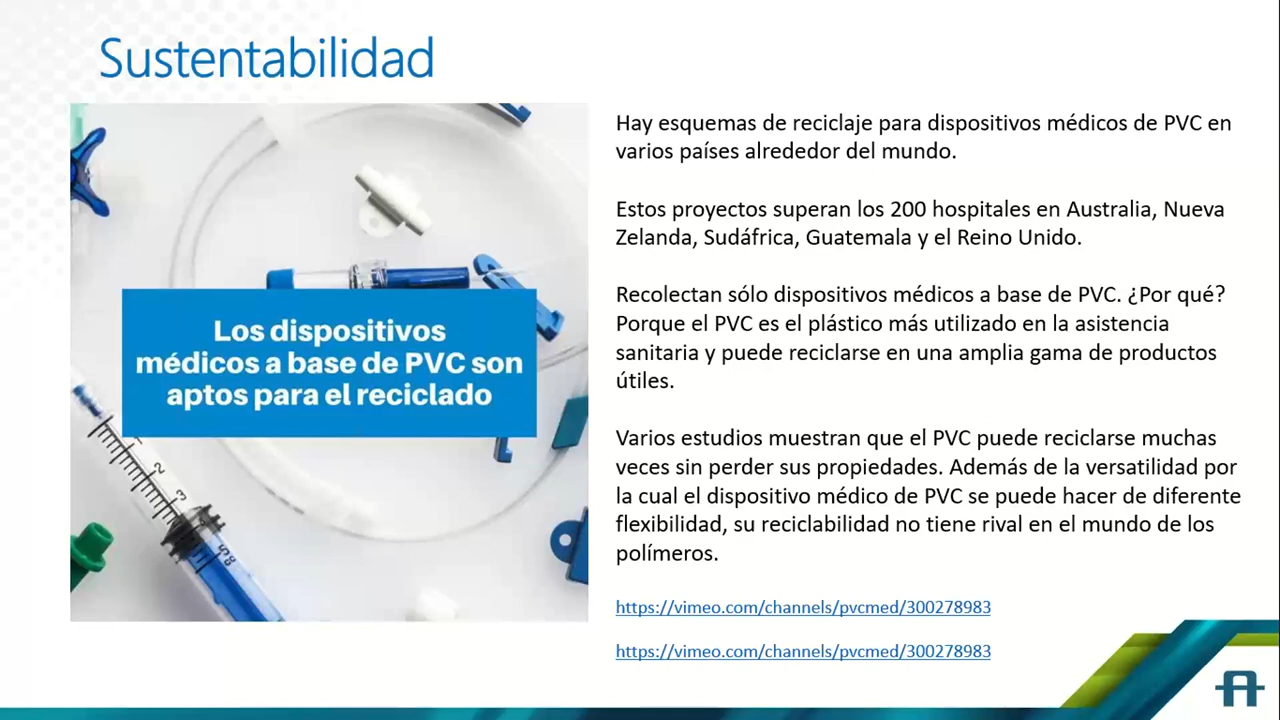 Sustentabilidad
Los dispositivos
médicos a base de PVC son
aptos para el reciclado
Hay esquemas de reciclaje para dispositivos médicos de PVC en
varios países alrededor del mundo.
Estos proyectos superan los 200 hospitales en Australia, Nueva
Zelanda, Sudáfrica, Guatemala y el Reino Unido.
Recolectan sólo dispositivos médicos a base de PVC. ¿Por qué?
Porque el PVC es el plástico más utilizado en la asistencia
sanitaria y puede reciclarse en una amplia gama de productos
útiles.
Varios estudios muestran que el PVC puede reciclarse muchas
veces sin perder sus propiedades. Además de la versatilidad por
la cual el dispositivo médico de PVC se puede hacer de diferente
flexibilidad, su reciclabilidad no tiene rival en el mundo de los
polímeros.
https://vimeo.com/channels/pvcmed/300278983
https://vimeo.com/channels/pvcmed/300278983